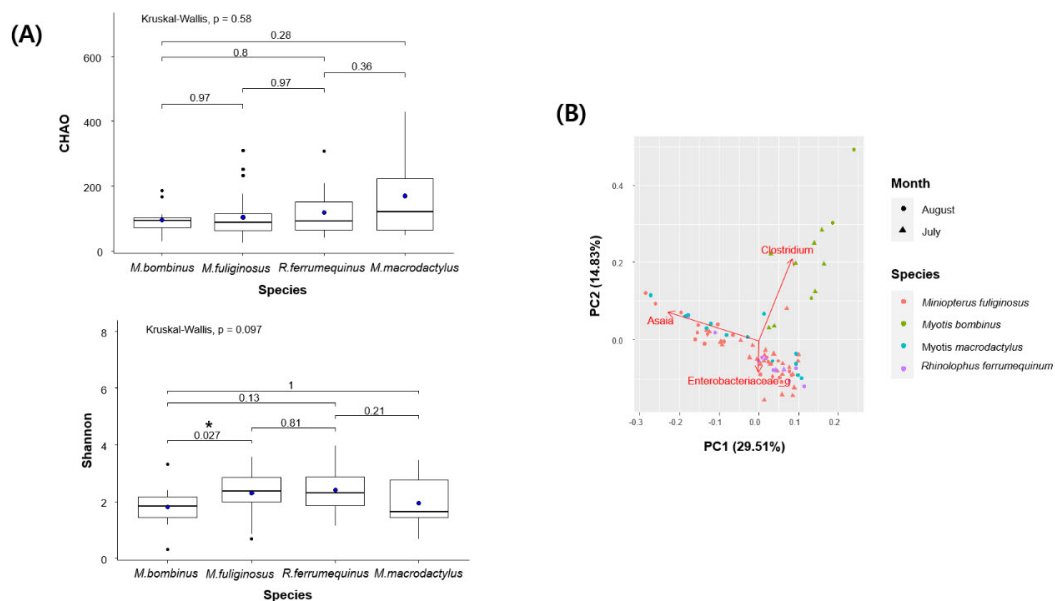 (A)
Kruskal-Wallis, p = 0.58
0.28
0.8
0.36
0.97
0.97
600
400
200
0
CHAO
M.bombinus M.fuliginosus R.ferrumequinus M.macrodactylus
Species
Kruskal-Wallis, p = 0.097
1
0.13
0.21
*
0.027
0.81
8
6
4
2
0
Shannon
M.bombinus M.fuliginosus R.ferrumequinus M.macrodactylus
Species
(B)
0.4
0.2
0.0
PC2 (14.83%)
Clostridium
Asaia
Enterobacteriaceae_g
-0.3 -0.2 -0.1 0.0 0.1 0.2
PC1 (29.51%)
Month
August
July
Species
Miniopterus fuliginosus
Myotis bombinus
Myotis macrodactylus
Rhinolophus ferrumequinum